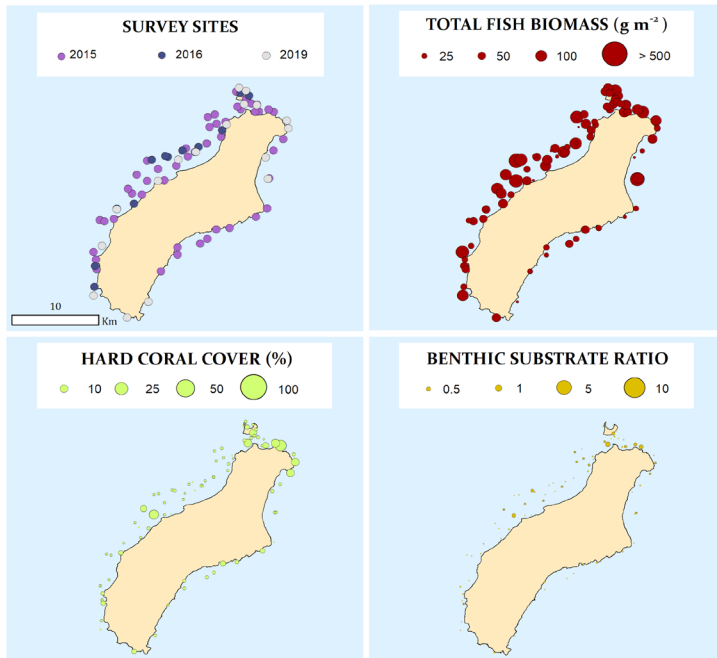 SURVEY SITES
2015 2016 2019
10
Km
TOTAL FISH BIOMASS (g m⁻²)
25 50 100 > 500
HARD CORAL COVER (%)
10 25 50 100
BENTHIC SUBSTRATE RATIO
0.5 1 5 10